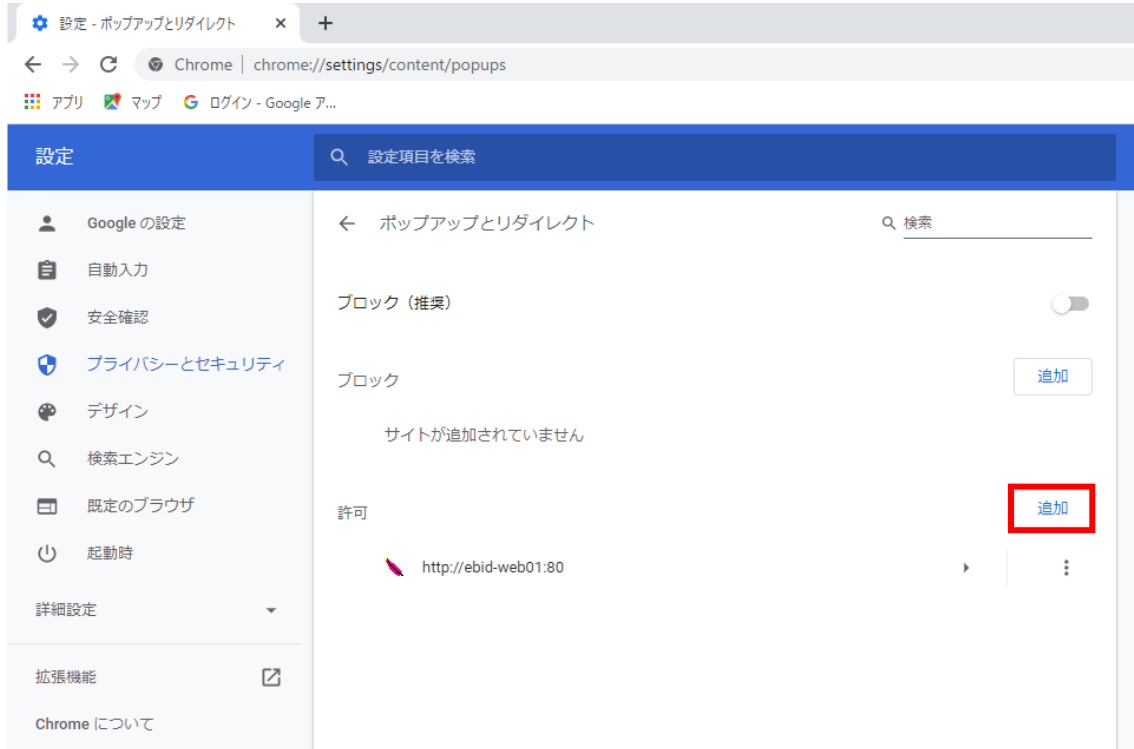 設定 - ポップアップとリダイレクト
Chrome | chrome://settings/content/popups
アプリ マップ ログイン - Google ア...
設定
設定項目を検索
Google の設定
自動入力
安全確認
プライバシーとセキュリティ
デザイン
検索エンジン
既定のブラウザ
起動時
詳細設定
拡張機能
Chrome について
ポップアップとリダイレクト
検索
ブロック（推奨）
ブロック
追加
サイトが追加されていません
許可
追加
http://ebid-web01:80